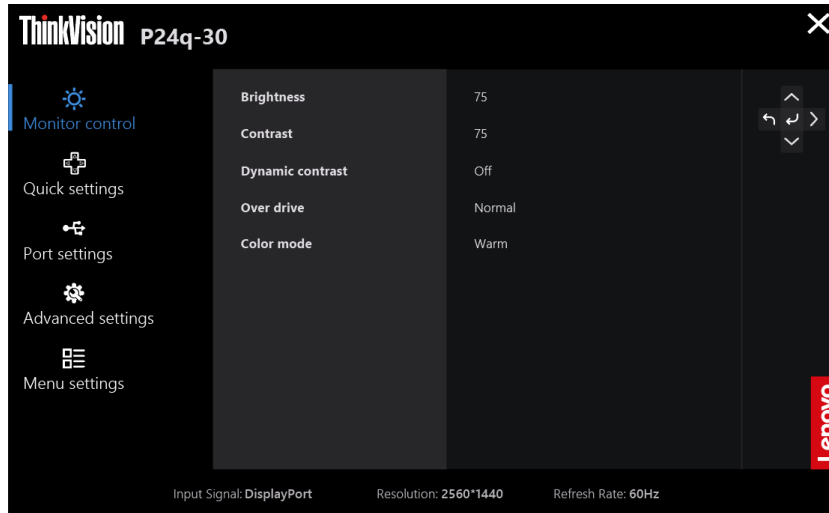 ThinkVision P24q-30
Monitor control
Quick settings
Port settings
Advanced settings
Menu settings
Brightness 75
Contrast 75
Dynamic contrast Off
Over drive Normal
Color mode Warm
Lenovo
Input Signal: DisplayPort Resolution: 2560*1440 Refresh Rate: 60Hz